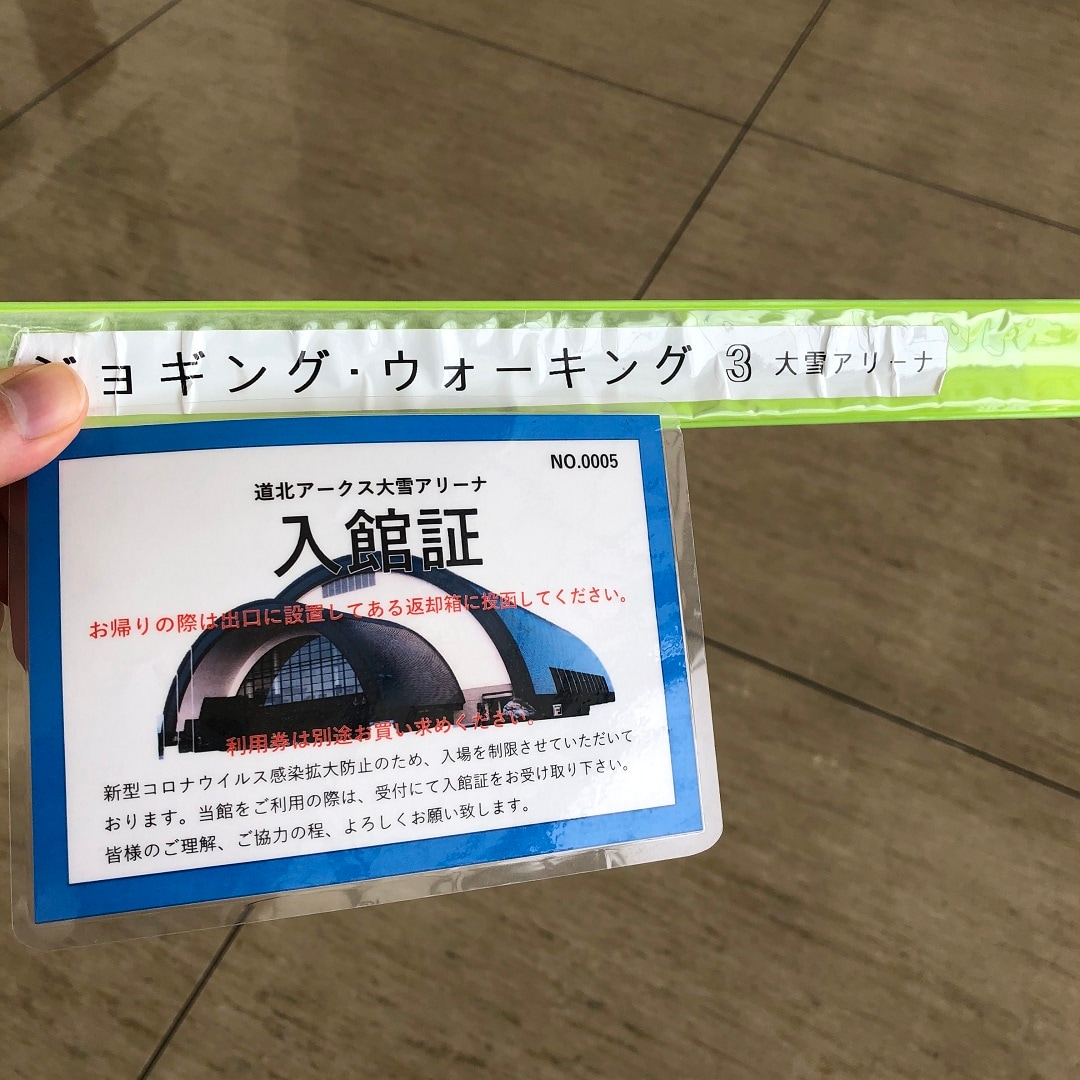 ジョギング・ウォーキング 3 大雪アリーナ
NO.0005
道北アークス大雪アリーナ
入館証
お帰りの際は出口に設置してある返却箱に投函してください。
利用券は別途お買い求めください。
新型コロナウイルス感染拡大防止のため、入場を制限させていただいて
おります。当館をご利用の際は、受付にて入館証をお受け取り下さい。
皆様のご理解、ご協力の程、よろしくお願い致します。